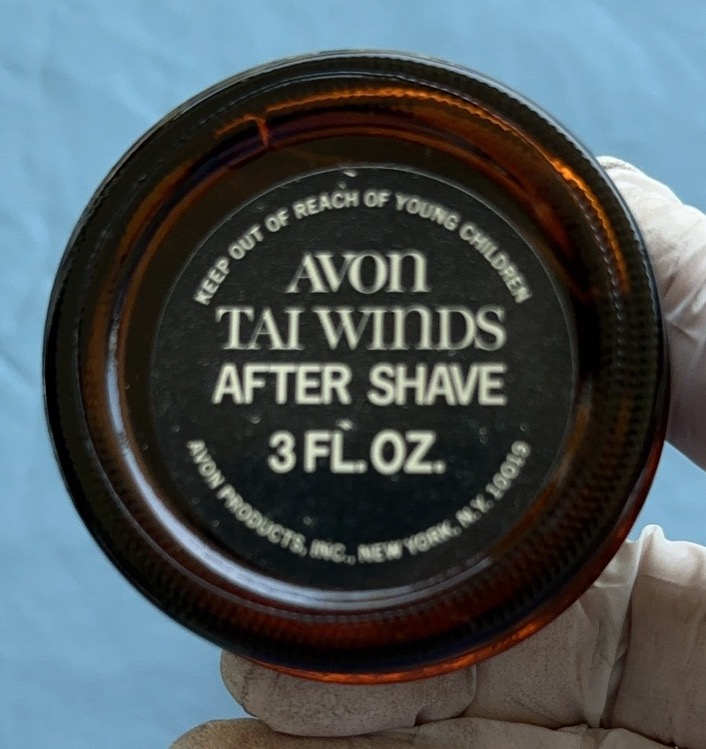 KEEP OUT OF REACH OF YOUNG CHILDREN
AVON
TAI WINDS
AFTER SHAVE
3 FL. OZ.
AVON PRODUCTS, INC., NEW YORK, N.Y. 10019